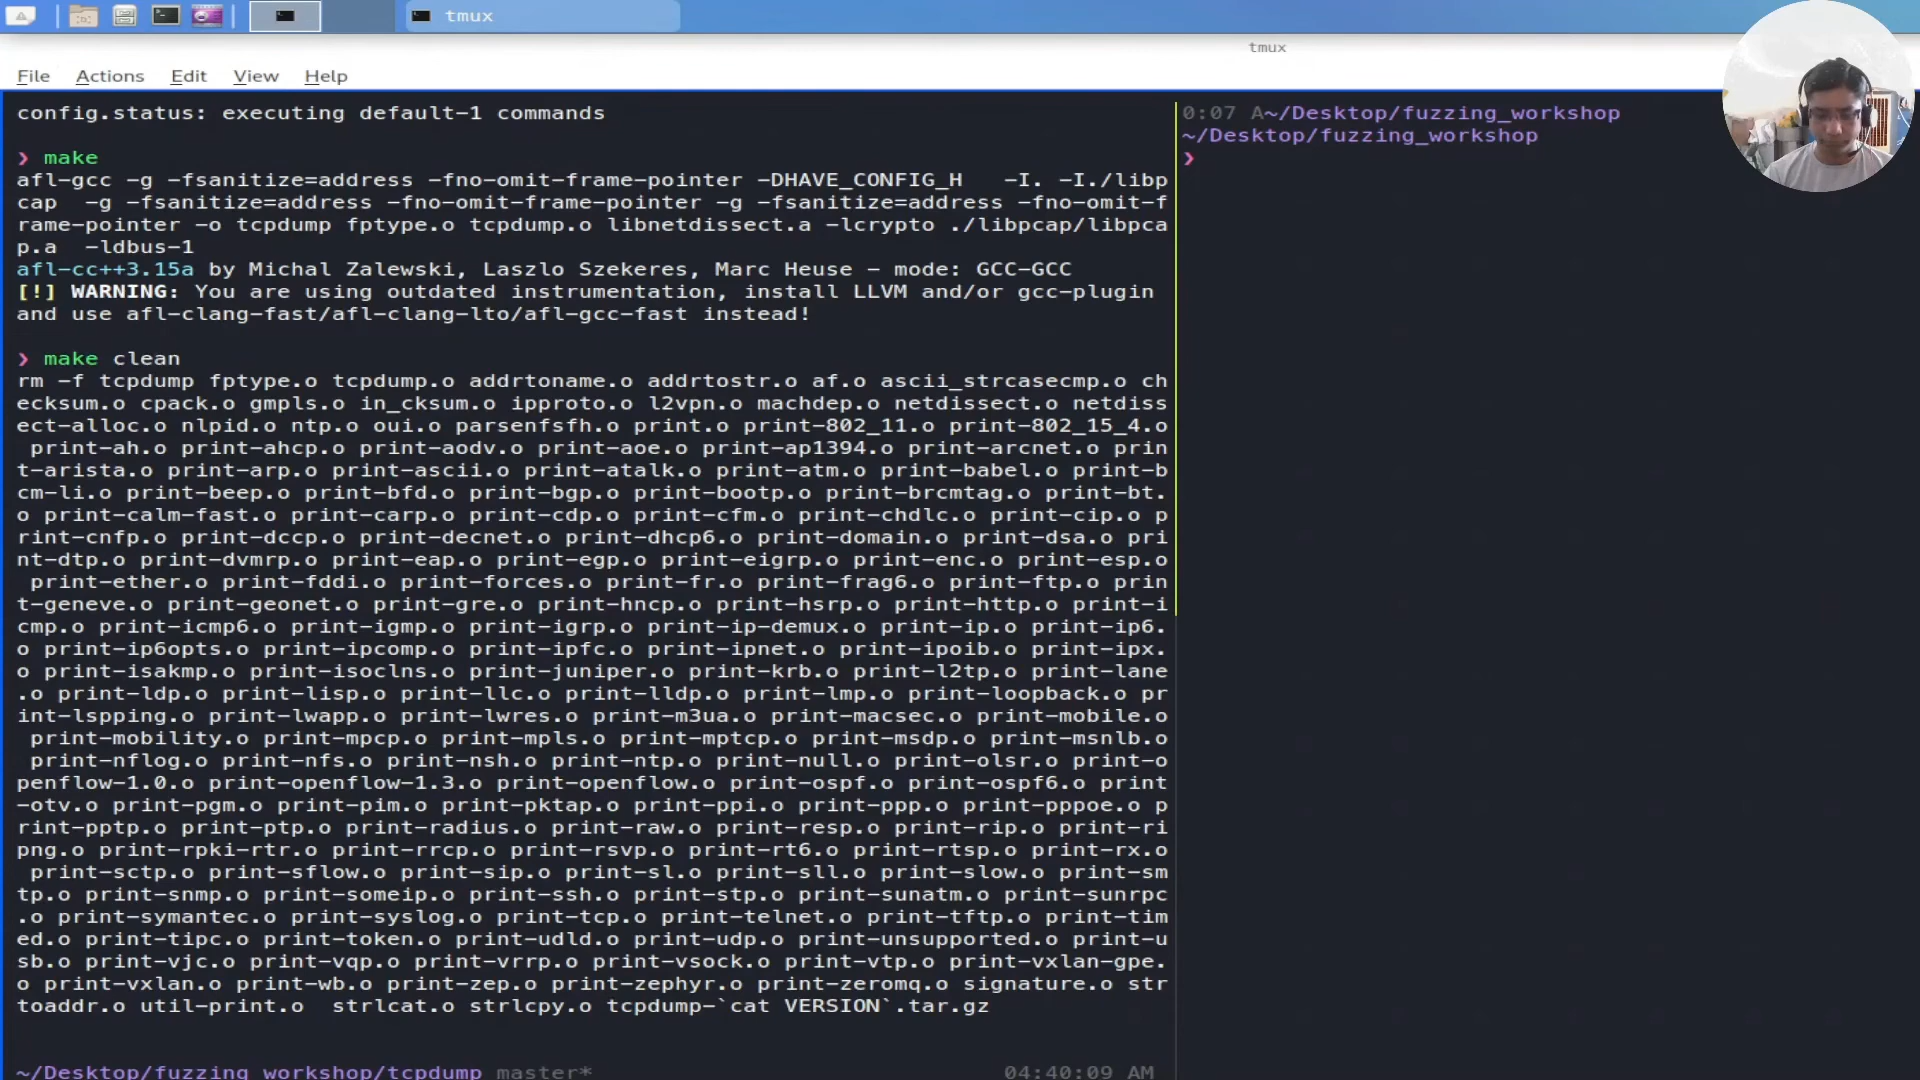 tmux
tmux
File Actions Edit View Help
config.status: executing default-1 commands
❯ make
afl-gcc -g -fsanitize=address -fno-omit-frame-pointer -DHAVE_CONFIG_H   -I. -I./libp
cap  -g -fsanitize=address -fno-omit-frame-pointer -g -fsanitize=address -fno-omit-f
rame-pointer -o tcpdump fptype.o tcpdump.o libnetdissect.a -lcrypto ./libpcap/libpca
p.a  -ldbus-1
afl-cc++3.15a by Michal Zalewski, Laszlo Szekeres, Marc Heuse - mode: GCC-GCC
[!] WARNING: You are using outdated instrumentation, install LLVM and/or gcc-plugin
and use afl-clang-fast/afl-clang-lto/afl-gcc-fast instead!
❯ make clean
rm -f tcpdump fptype.o tcpdump.o addrtoname.o addrtostr.o af.o ascii_strcasecmp.o ch
ecksum.o cpack.o gmpls.o in_cksum.o ipproto.o l2vpn.o machdep.o netdissect.o netdiss
ect-alloc.o nlpid.o ntp.o oui.o parsenfsfh.o print.o print-802_11.o print-802_15_4.o
 print-ah.o print-ahcp.o print-aodv.o print-aoe.o print-ap1394.o print-arcnet.o prin
t-arista.o print-arp.o print-ascii.o print-atalk.o print-atm.o print-babel.o print-b
cm-li.o print-beep.o print-bfd.o print-bgp.o print-bootp.o print-brcmtag.o print-bt.
o print-calm-fast.o print-carp.o print-cdp.o print-cfm.o print-chdlc.o print-cip.o p
rint-cnfp.o print-dccp.o print-decnet.o print-dhcp6.o print-domain.o print-dsa.o pri
nt-dtp.o print-dvmrp.o print-eap.o print-egp.o print-eigrp.o print-enc.o print-esp.o
 print-ether.o print-fddi.o print-forces.o print-fr.o print-frag6.o print-ftp.o prin
t-geneve.o print-geonet.o print-gre.o print-hncp.o print-hsrp.o print-http.o print-i
cmp.o print-icmp6.o print-igmp.o print-igrp.o print-ip-demux.o print-ip.o print-ip6.
o print-ip6opts.o print-ipcomp.o print-ipfc.o print-ipnet.o print-ipoib.o print-ipx.
o print-isakmp.o print-isoclns.o print-juniper.o print-krb.o print-l2tp.o print-lane
.o print-ldp.o print-lisp.o print-llc.o print-lldp.o print-lmp.o print-loopback.o pr
int-lspping.o print-lwapp.o print-lwres.o print-m3ua.o print-macsec.o print-mobile.o
 print-mobility.o print-mpcp.o print-mpls.o print-mptcp.o print-msdp.o print-msnlb.o
 print-nflog.o print-nfs.o print-nsh.o print-ntp.o print-null.o print-olsr.o print-o
penflow-1.0.o print-openflow-1.3.o print-openflow.o print-ospf.o print-ospf6.o print
-otv.o print-pgm.o print-pim.o print-pktap.o print-ppi.o print-ppp.o print-pppoe.o p
rint-pptp.o print-ptp.o print-radius.o print-raw.o print-resp.o print-rip.o print-ri
png.o print-rpki-rtr.o print-rrcp.o print-rsvp.o print-rt6.o print-rtsp.o print-rx.o
 print-sctp.o print-sflow.o print-sip.o print-sl.o print-sll.o print-slow.o print-sm
tp.o print-snmp.o print-someip.o print-ssh.o print-stp.o print-sunatm.o print-sunrpc
.o print-symantec.o print-syslog.o print-tcp.o print-telnet.o print-tftp.o print-tim
ed.o print-tipc.o print-token.o print-udld.o print-udp.o print-unsupported.o print-u
sb.o print-vjc.o print-vqp.o print-vrrp.o print-vsock.o print-vtp.o print-vxlan-gpe.
o print-vxlan.o print-wb.o print-zep.o print-zephyr.o print-zeromq.o signature.o str
toaddr.o util-print.o  strlcat.o strlcpy.o tcpdump-`cat VERSION`.tar.gz
~/Desktop/fuzzing_workshop/tcpdump master* 04:40:09 AM
0:07 A~/Desktop/fuzzing_workshop
~/Desktop/fuzzing_workshop
❯